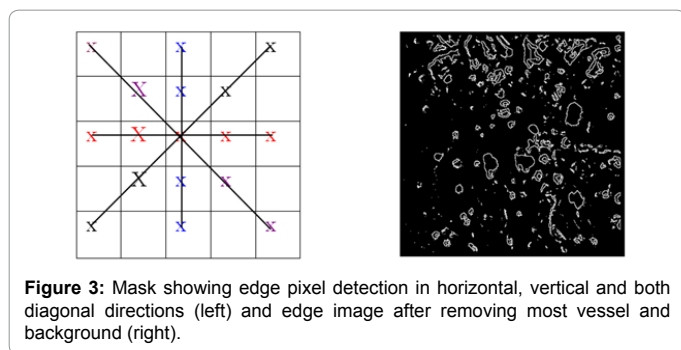 x x x
X x x
x X x x x
X x x
x x x
Figure 3: Mask showing edge pixel detection in horizontal, vertical and both
diagonal directions (left) and edge image after removing most vessel and
background (right).